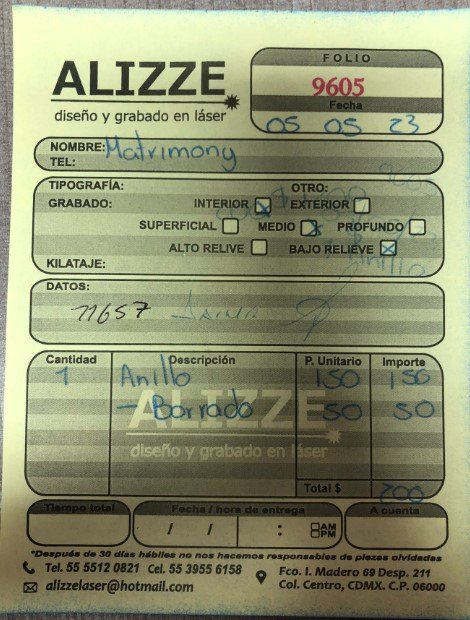 ALIZZE
diseño y grabado en láser
FOLIO
9605
Fecha
05 05 23
NOMBRE: Matrimony
TEL:
TIPOGRAFÍA: OTRO:
GRABADO: INTERIOR EXTERIOR
SUPERFICIAL MEDIO PROFUNDO
ALTO RELIVE BAJO RELIEVE
KILATAJE:
DATOS:
11657
Cantidad Descripción P. Unitario Importe
1 Anillo 150 150
- Borrado 50 50
ALIZZE
diseño y grabado en láser
Total $ 200
Tiempo total Fecha / hora de entrega A cuenta
/ / : AM
PM
*Después de 30 días hábiles no nos hacemos responsables de piezas olvidadas
Tel. 55 5512 0821 Cel. 55 3955 6158
alizzelaser@hotmail.com
Fco. I. Madero 69 Desp. 211
Col. Centro, CDMX. C.P. 06000